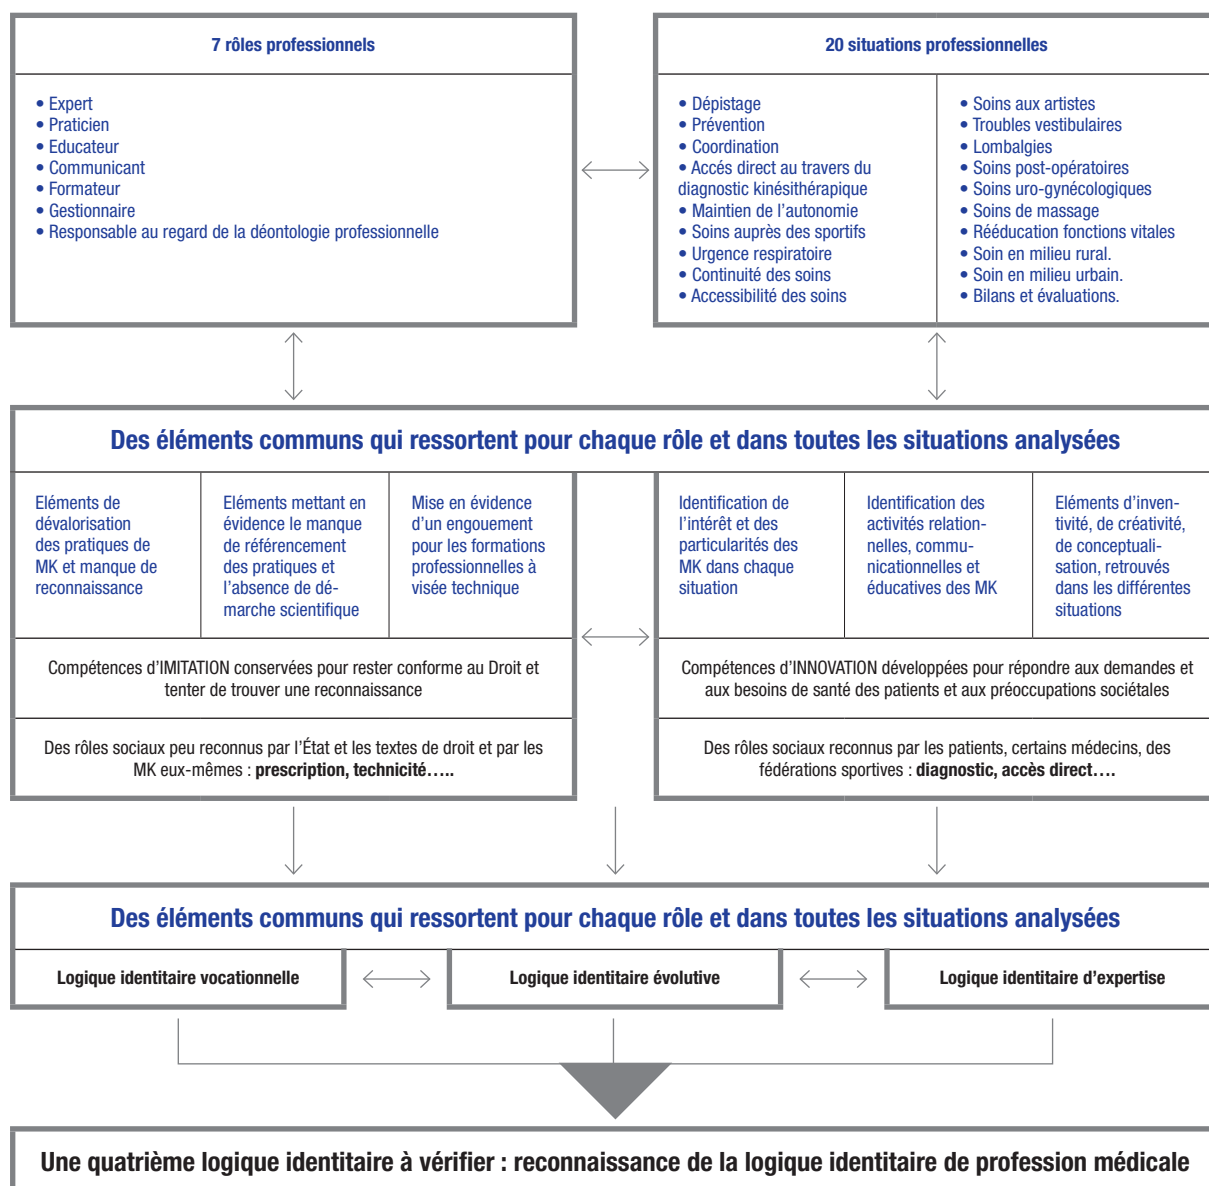 7 rôles professionnels
• Expert
• Praticien
• Educateur
• Communicant
• Formateur
• Gestionnaire
• Responsable au regard de la déontologie professionnelle
20 situations professionnelles
• Dépistage
• Prévention
• Coordination
• Accés direct au travers du
diagnostic kinésithérapique
• Maintien de l'autonomie
• Soins auprès des sportifs
• Urgence respiratoire
• Continuité des soins
• Accessibilité des soins
• Soins aux artistes
• Troubles vestibulaires
• Lombalgies
• Soins post-opératoires
• Soins uro-gynécologiques
• Soins de massage
• Rééducation fonctions vitales
• Soin en milieu rural.
• Soin en milieu urbain.
• Bilans et évaluations.
Des éléments communs qui ressortent pour chaque rôle et dans toutes les situations analysées
Eléments de
dévalorisation
des pratiques de
MK et manque de
reconnaissance
Eléments mettant en
évidence le manque
de référencement
des pratiques et
l'absence de dé-
marche scientifique
Mise en évidence
d'un engouement
pour les formations
professionnelles à
visée technique
Identification de
l'intérêt et des
particularités des
MK dans chaque
situation
Identification des
activités relation-
nelles, commu-
nicationnelles et
éducatives des MK
Eléments d'inven-
tivité, de créativité,
de conceptuali-
sation, retrouvés
dans les différentes
situations
Compétences d'IMITATION conservées pour rester conforme au Droit et
tenter de trouver une reconnaissance
Compétences d'INNOVATION développées pour répondre aux demandes et
aux besoins de santé des patients et aux préoccupations sociétales
Des rôles sociaux peu reconnus par l'État et les textes de droit et par les
MK eux-mêmes : prescription, technicité.....
Des rôles sociaux reconnus par les patients, certains médecins, des
fédérations sportives : diagnostic, accès direct....
Des éléments communs qui ressortent pour chaque rôle et dans toutes les situations analysées
Logique identitaire vocationnelle
Logique identitaire évolutive
Logique identitaire d'expertise
Une quatrième logique identitaire à vérifier : reconnaissance de la logique identitaire de profession médicale